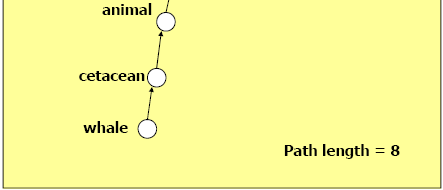 animal
cetacean
whale
Path length = 8